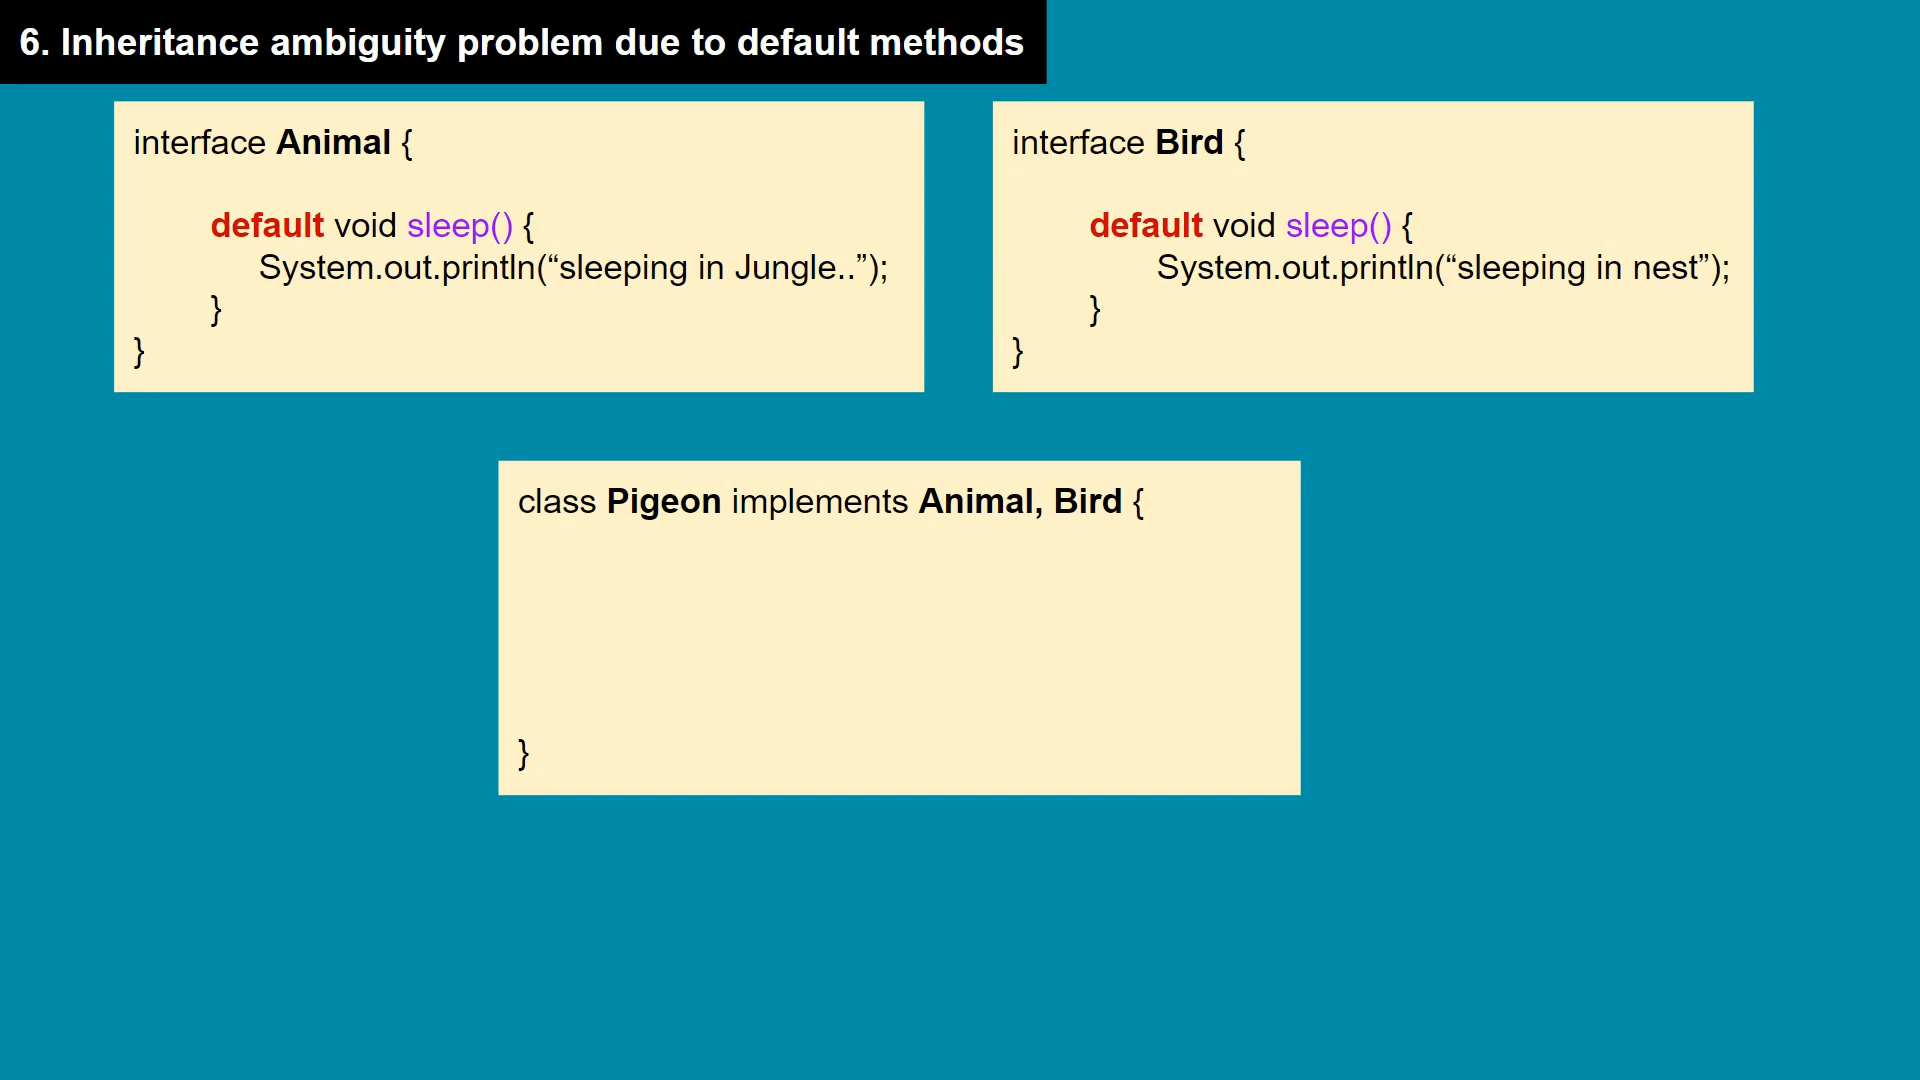 6. Inheritance ambiguity problem due to default methods
interface Animal {
default void sleep() {
System.out.println(“sleeping in Jungle..”);
}
}
interface Bird {
default void sleep() {
System.out.println(“sleeping in nest”);
}
}
class Pigeon implements Animal, Bird {
}